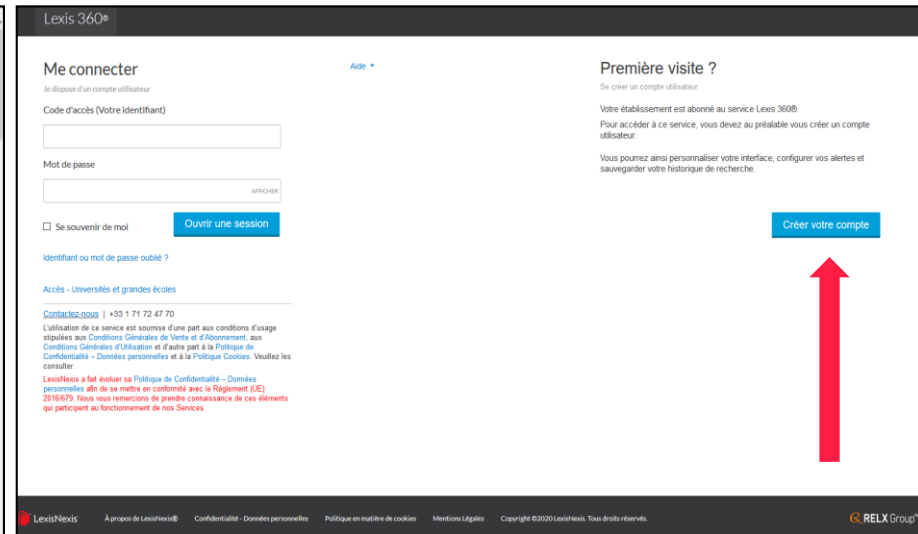 Lexis 360®
Me connecter
Je dispose d'un compte utilisateur
Code d'accès (Votre identifiant)
Mot de passe
AFFICHER
Se souvenir de moi
Ouvrir une session
Identifiant ou mot de passe oublié ?
Accès - Universités et grandes écoles
Contactez-nous | +33 1 71 72 47 70
L'utilisation de ce service est soumise d'une part aux conditions d'usage
stipulées aux Conditions Générales de Vente et d'Abonnement, aux
Conditions Générales d'Utilisation et d'autre part à la Politique de
Confidentialité – Données personnelles et à la Politique Cookies. Veuillez les
consulter.
LexisNexis a fait évoluer sa Politique de Confidentialité – Données
personnelles afin de se mettre en conformité avec le Règlement (UE)
2016/679. Nous vous remercions de prendre connaissance de ces éléments
qui participent au fonctionnement de nos Services.
Aide
Première visite ?
Se créer un compte utilisateur
Votre établissement est abonné au service Lexis 360®.
Pour accéder à ce service, vous devez au préalable vous créer un compte
utilisateur.
Vous pourrez ainsi personnaliser votre interface, configurer vos alertes et
sauvegarder votre historique de recherche.
Créer votre compte
LexisNexis® À propos de LexisNexis® Confidentialité - Données personnelles Politique en matière de cookies Mentions Légales Copyright ©2020 LexisNexis. Tous droits réservés. RELX Group™